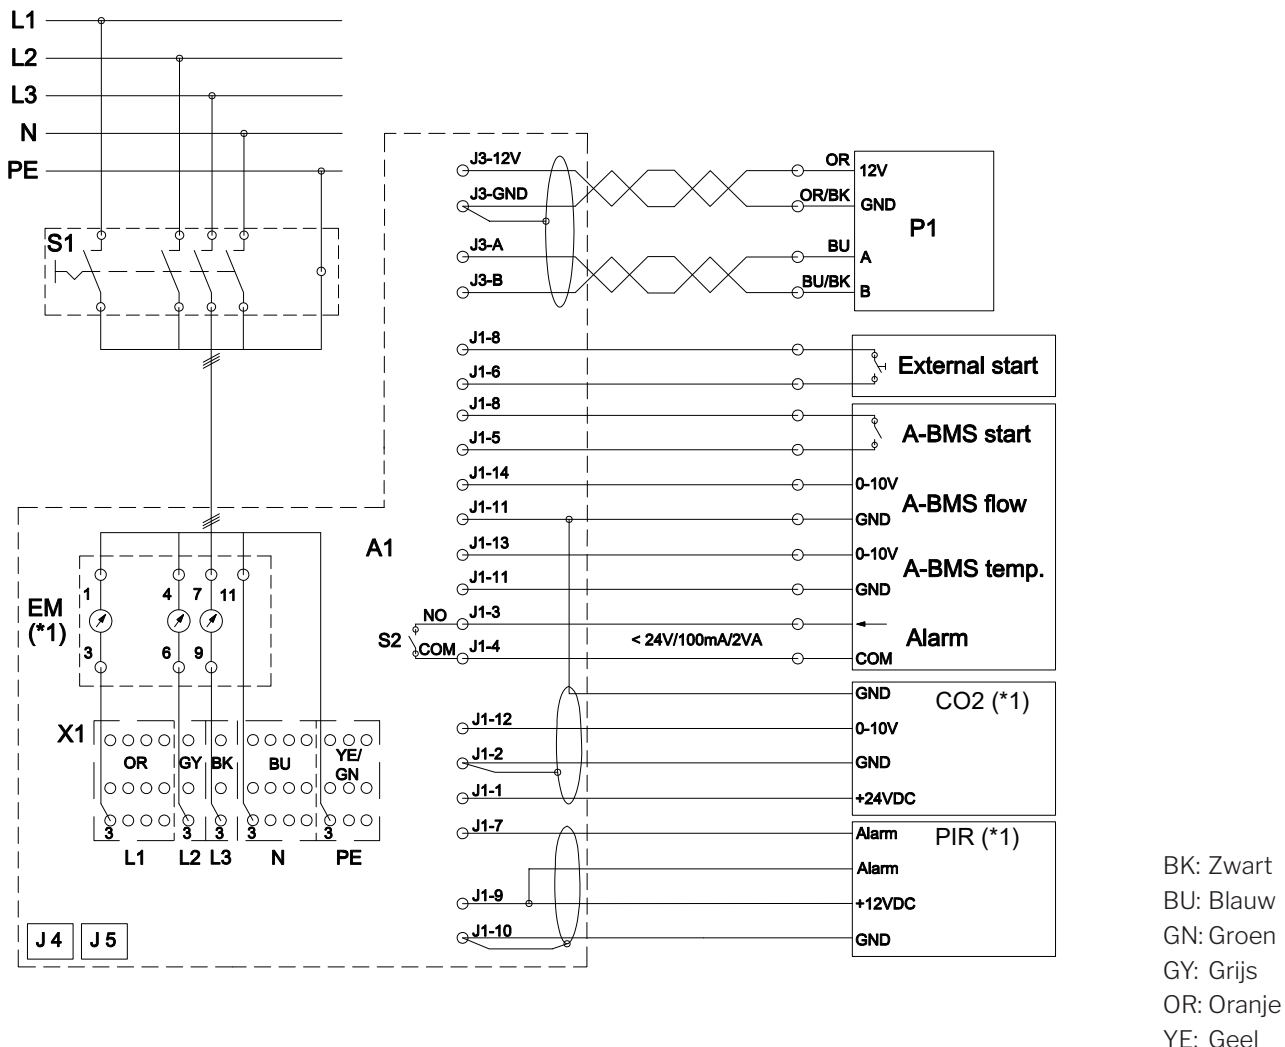 L1
L2
L3
N
PE
S1
J3-12V
J3-GND
J3-A
J3-B
OR
OR/BK
BU
BU/BK
12V
GND
A
B
P1
J1-8
J1-6
External start
J1-8
J1-5
A-BMS start
J1-14
0-10V
A-BMS flow
J1-11
GND
J1-13
0-10V
A-BMS temp.
J1-11
GND
A1
S2
NO
COM
J1-3
J1-4
< 24V/100mA/2VA
Alarm
COM
GND
CO2 (*1)
J1-12
0-10V
J1-2
GND
J1-1
+24VDC
J1-7
Alarm
PIR (*1)
Alarm
J1-9
+12VDC
J1-10
GND
EM
(*1)
1
4
7
11
3
6
9
X1
OR
GY
BK
BU
YE/
GN
3
3
3
3
3
L1
L2
L3
N
PE
J 4
J 5
BK: Zwart
BU: Blauw
GN: Groen
GY: Grijs
OR: Oranje
YE: Geel